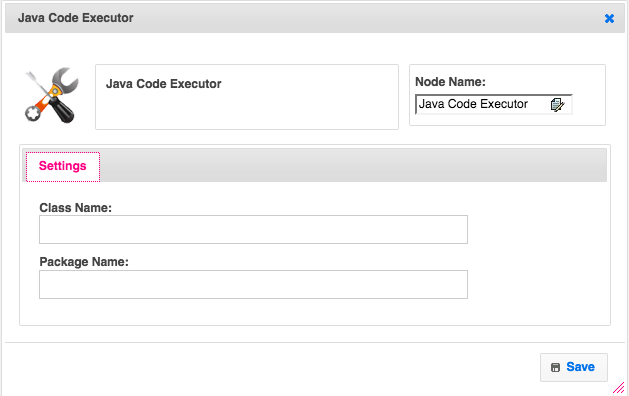 Java Code Executor
Java Code Executor
Node Name:
Java Code Executor
Settings
Class Name:
Package Name:
Save